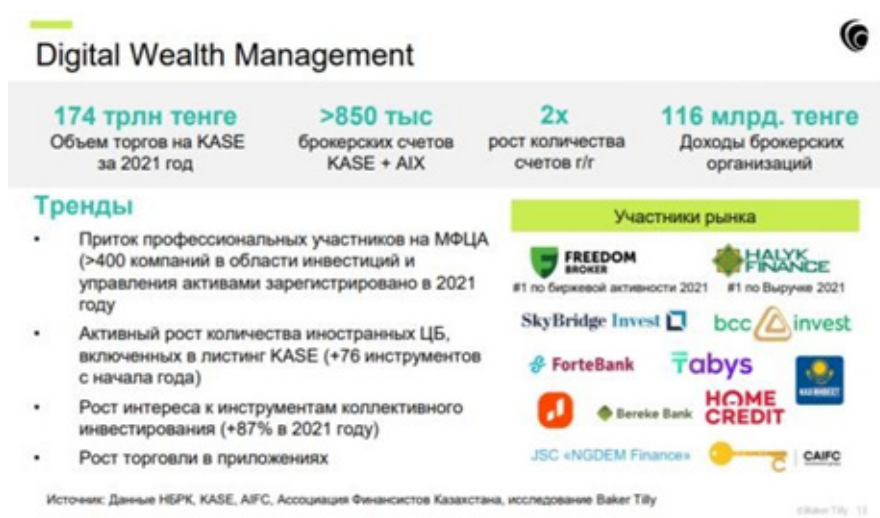 Digital Wealth Management
174 трлн тенге
Объем торгов на KASE
за 2021 год
>850 тыс
брокерских счетов
KASE + AIX
2x
рост количества
счетов г/г
116 млрд. тенге
Доходы брокерских
организаций
Тренды
• Приток профессиональных участников на МФЦА
(>400 компаний в области инвестиций и
управления активами зарегистрировано в 2021
году
• Активный рост количества иностранных ЦБ,
включенных в листинг KASE (+76 инструментов
с начала года)
• Рост интереса к инструментам коллективного
инвестирования (+87% в 2021 году)
• Рост торговли в приложениях
Участники рынка
FREEDOM
BROKER
#1 по биржевой активности 2021
HALYK
FINANCE
#1 по Выручке 2021
SkyBridge Invest
bcc invest
ForteBank
Tabys
Bereke Bank
HOME
CREDIT
JSC «NGDEM Finance»
CAIFC
Источник: Данные НБРК, KASE, AIFC, Ассоциация Финансистов Казахстана, исследование Baker Tilly
©Baker Tilly 13